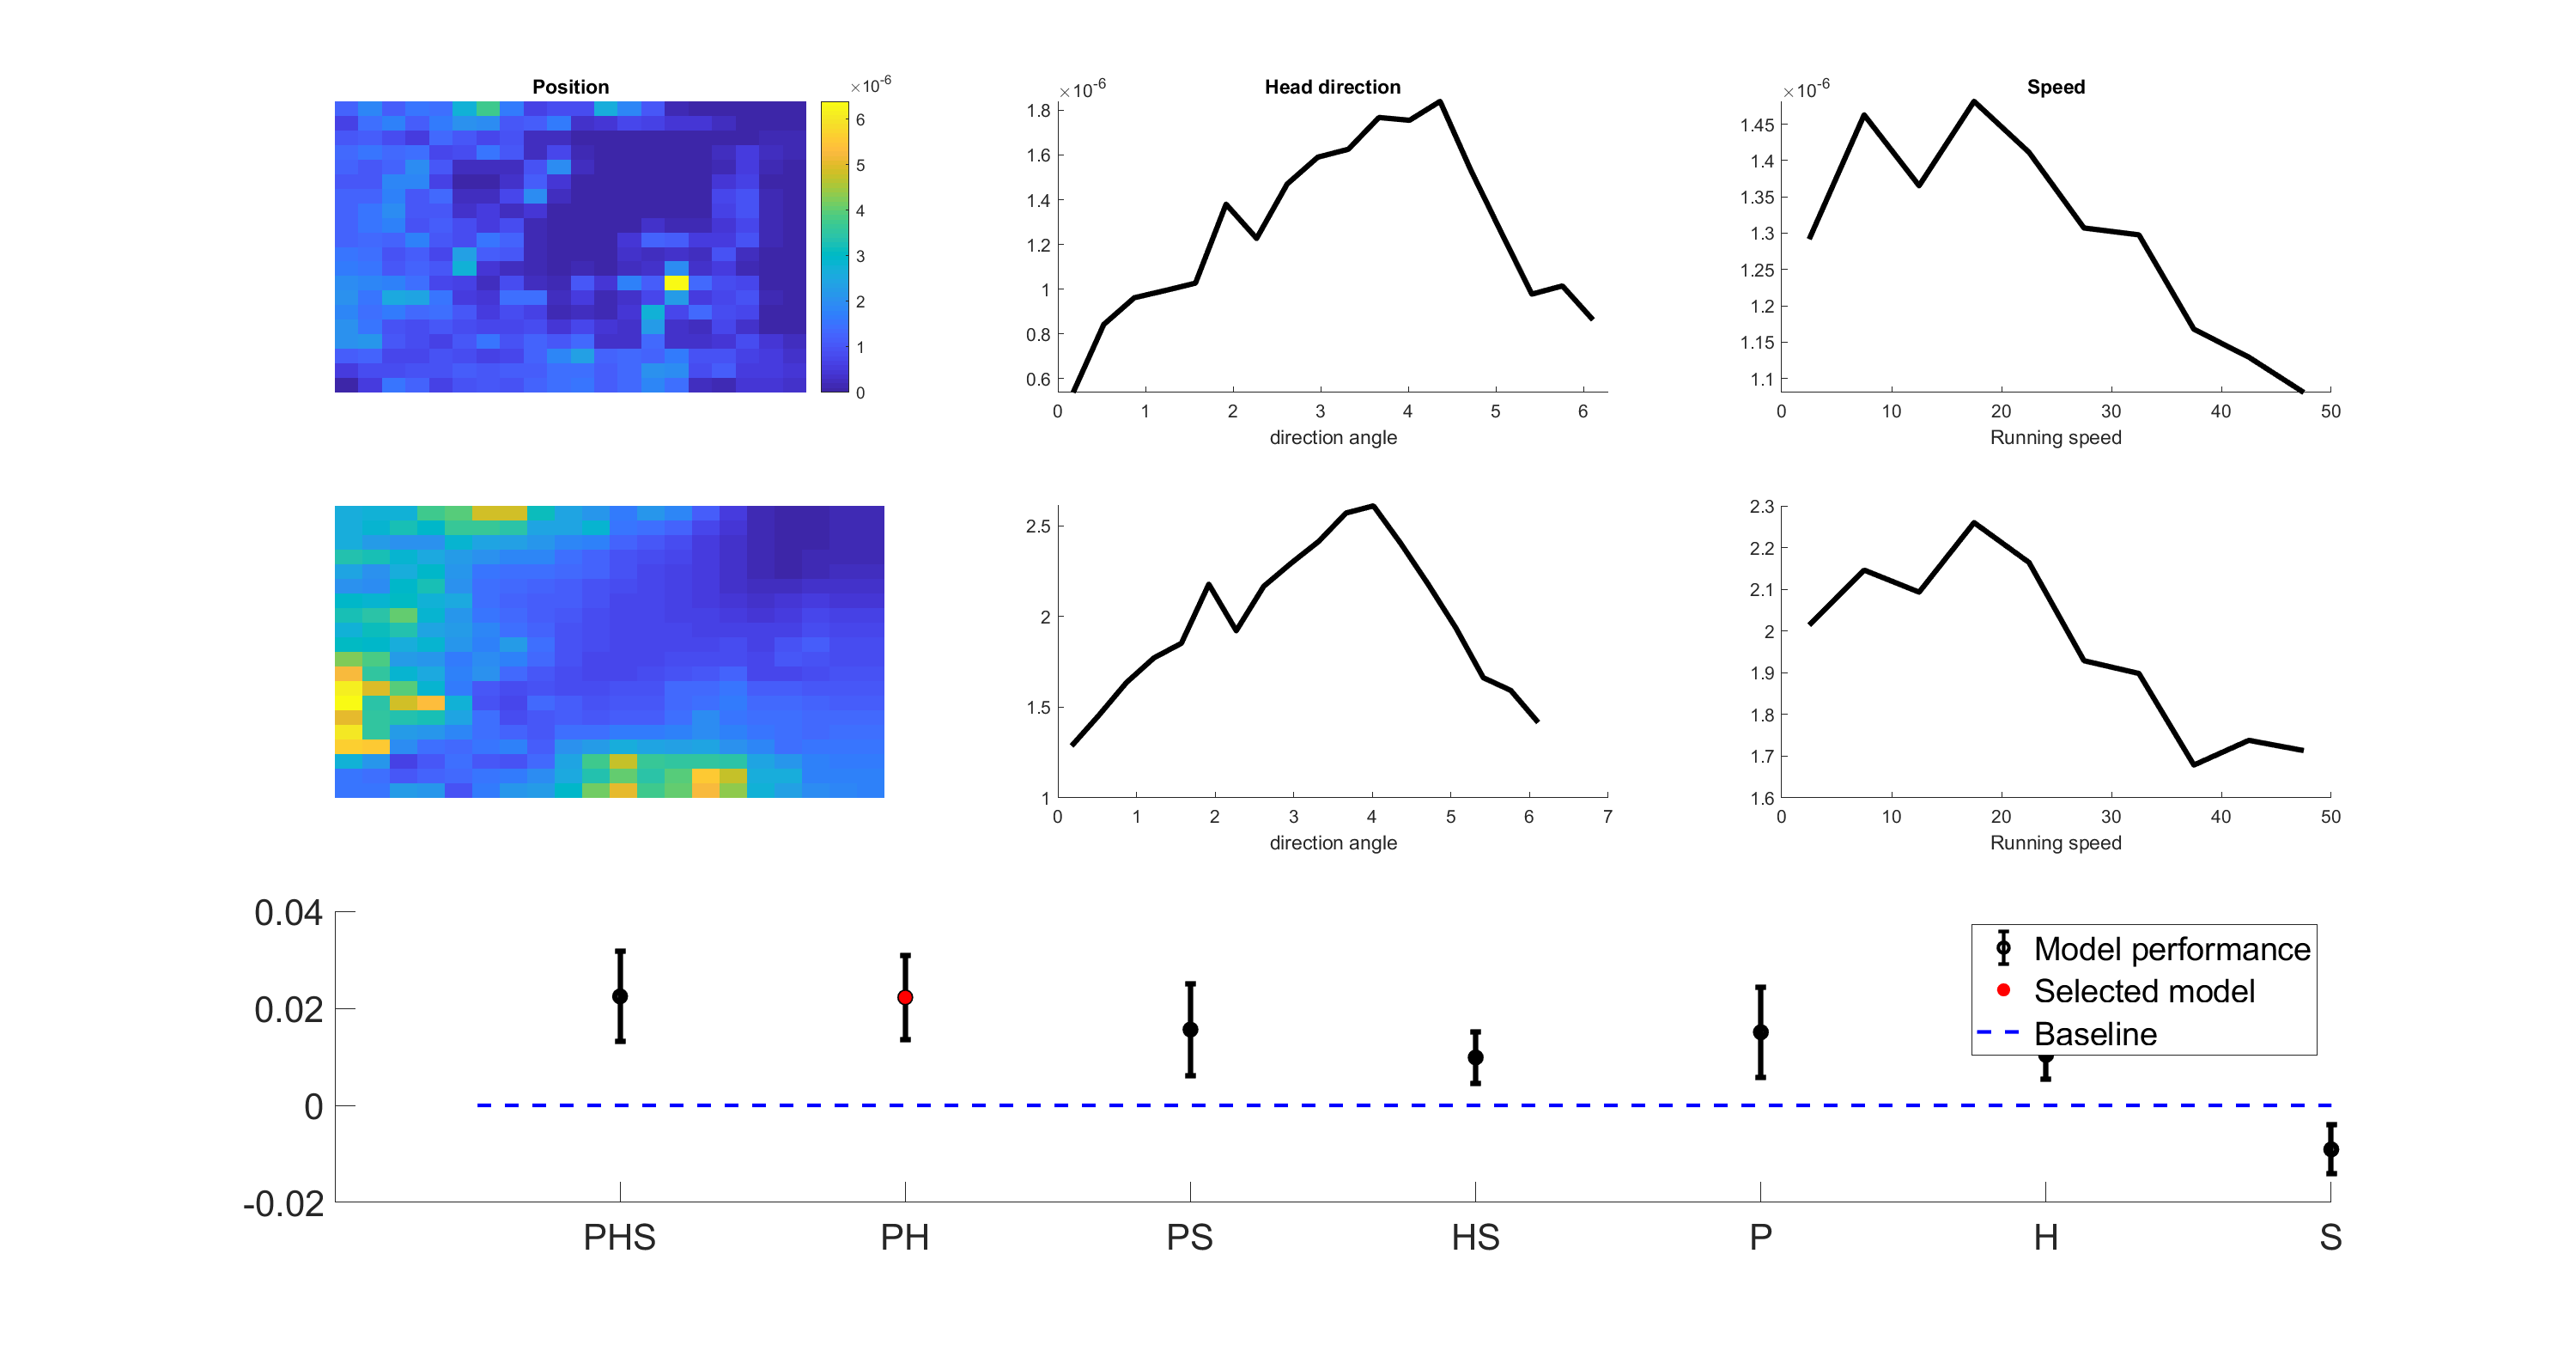 Position
×10-6
6
5
4
3
2
1
0
Head direction
×10-6
1.8
1.6
1.4
1.2
1
0.8
0.6
0 1 2 3 4 5 6
direction angle
Speed
×10-6
1.45
1.4
1.35
1.3
1.25
1.2
1.15
1.1
0 10 20 30 40 50
Running speed
2.5
2
1.5
1
0 1 2 3 4 5 6 7
direction angle
2.3
2.2
2.1
2
1.9
1.8
1.7
1.6
0 10 20 30 40 50
Running speed
0.04
0.02
0
-0.02
Model performance
Selected model
Baseline
PHS PH PS HS P H S